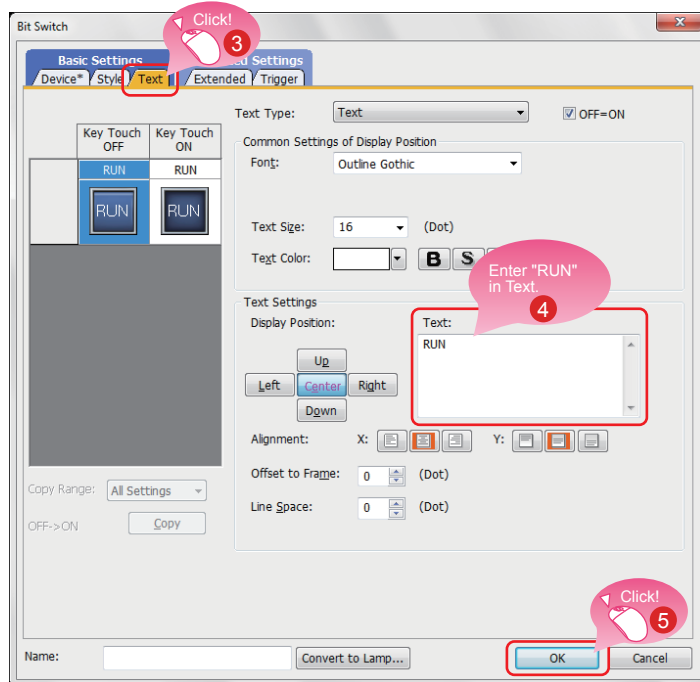 Bit Switch
Click!
3
Basic Settings
ed Settings
Device* Style Text Extended Trigger
Text Type: Text OFF=ON
Key Touch OFF
Key Touch ON
RUN RUN
RUN RUN
Common Settings of Display Position
Font: Outline Gothic
Text Size: 16 (Dot)
Text Color: B S
Enter "RUN"
in Text.
4
Text Settings
Display Position: Text:
RUN
Up
Left Center Right
Down
Alignment: X: Y:
Offset to Frame: 0 (Dot)
Line Space: 0 (Dot)
Copy Range: All Settings
OFF->ON Copy
Click!
5
Name: Convert to Lamp... OK Cancel